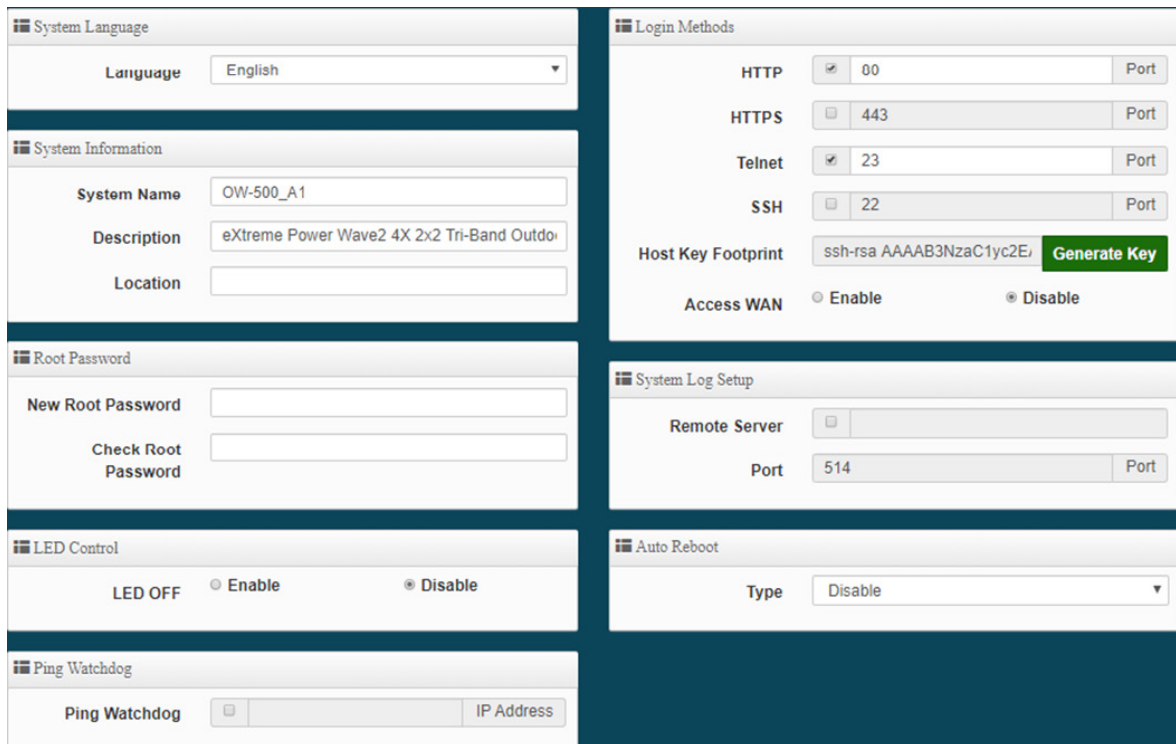 System Language
Language English
System Information
System Name OW-500_A1
Description eXtreme Power Wave2 4X 2x2 Tri-Band Outdo
Location
Root Password
New Root Password
Check Root
Password
LED Control
LED OFF Enable Disable
Ping Watchdog
Ping Watchdog IP Address
Login Methods
HTTP 80 Port
HTTPS 443 Port
Telnet 23 Port
SSH 22 Port
Host Key Footprint ssh-rsa AAAAB3NzaC1yc2E Generate Key
Access WAN Enable Disable
System Log Setup
Remote Server
Port 514 Port
Auto Reboot
Type Disable